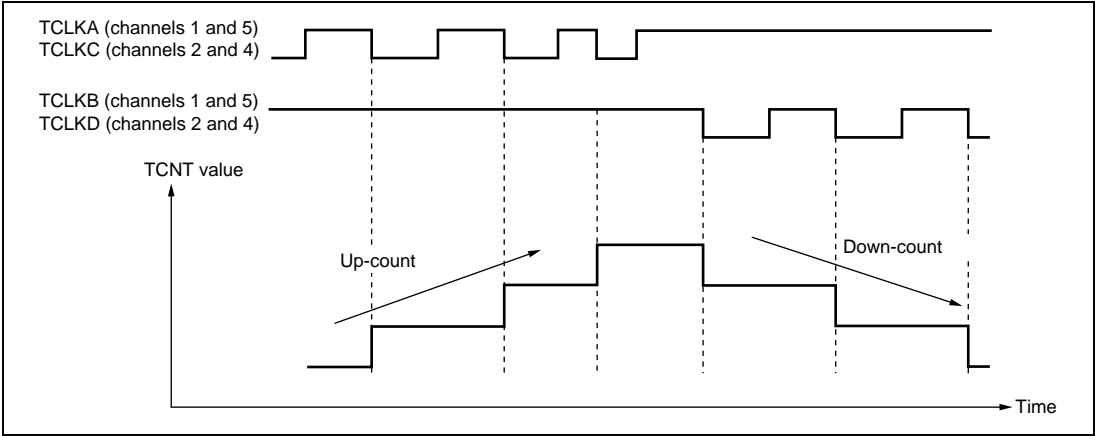 TCLKA (channels 1 and 5)
TCLKC (channels 2 and 4)
TCLKB (channels 1 and 5)
TCLKD (channels 2 and 4)
TCNT value
Up-count
Down-count
Time